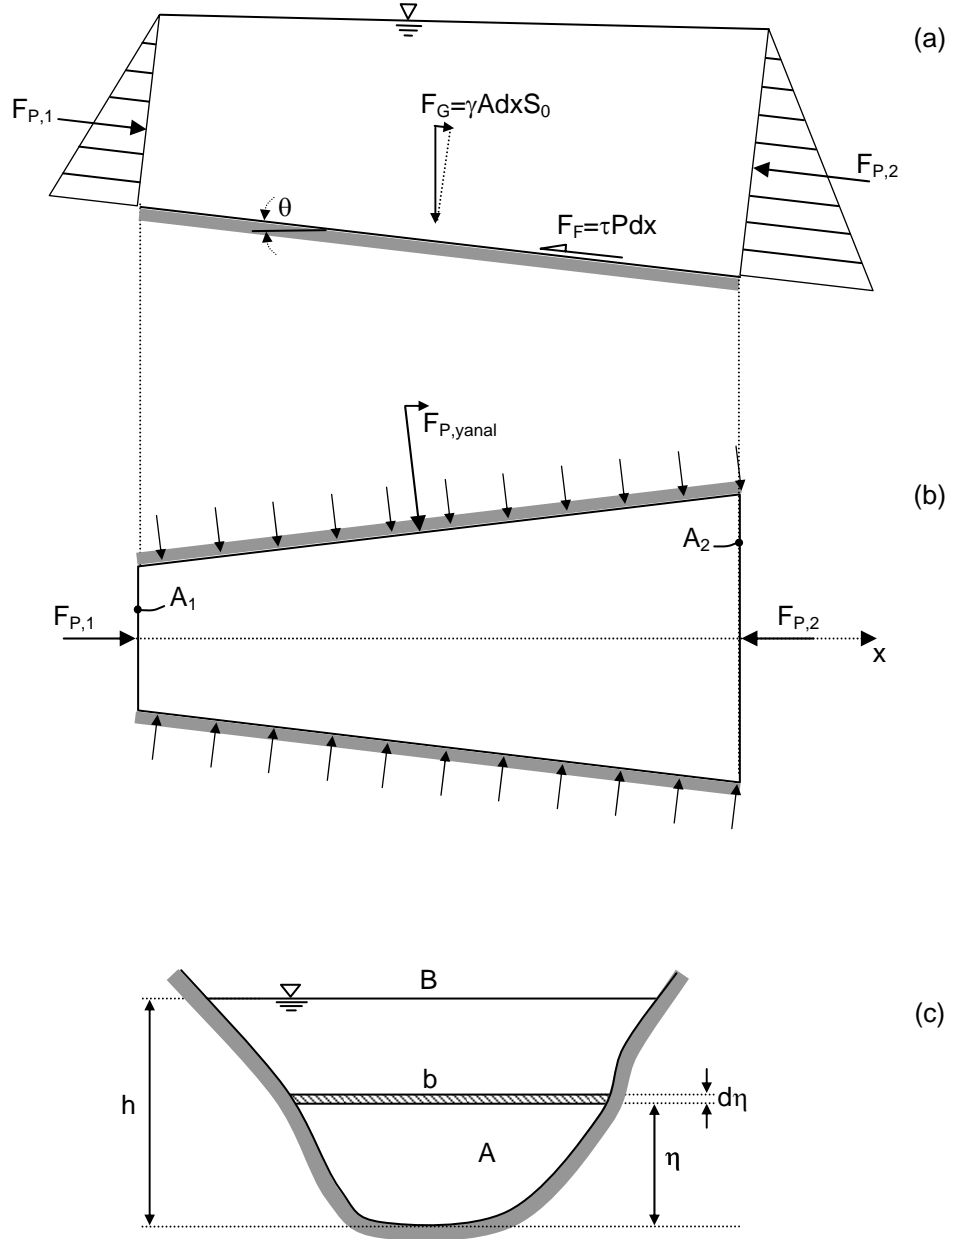 (a)
F_P,1
F_G=γAdxS_0
F_P,2
θ
F_F=τPdx
F_P,yanal
(b)
A_2
A_1
F_P,1
F_P,2
x
B
(c)
b
h
dη
A
η